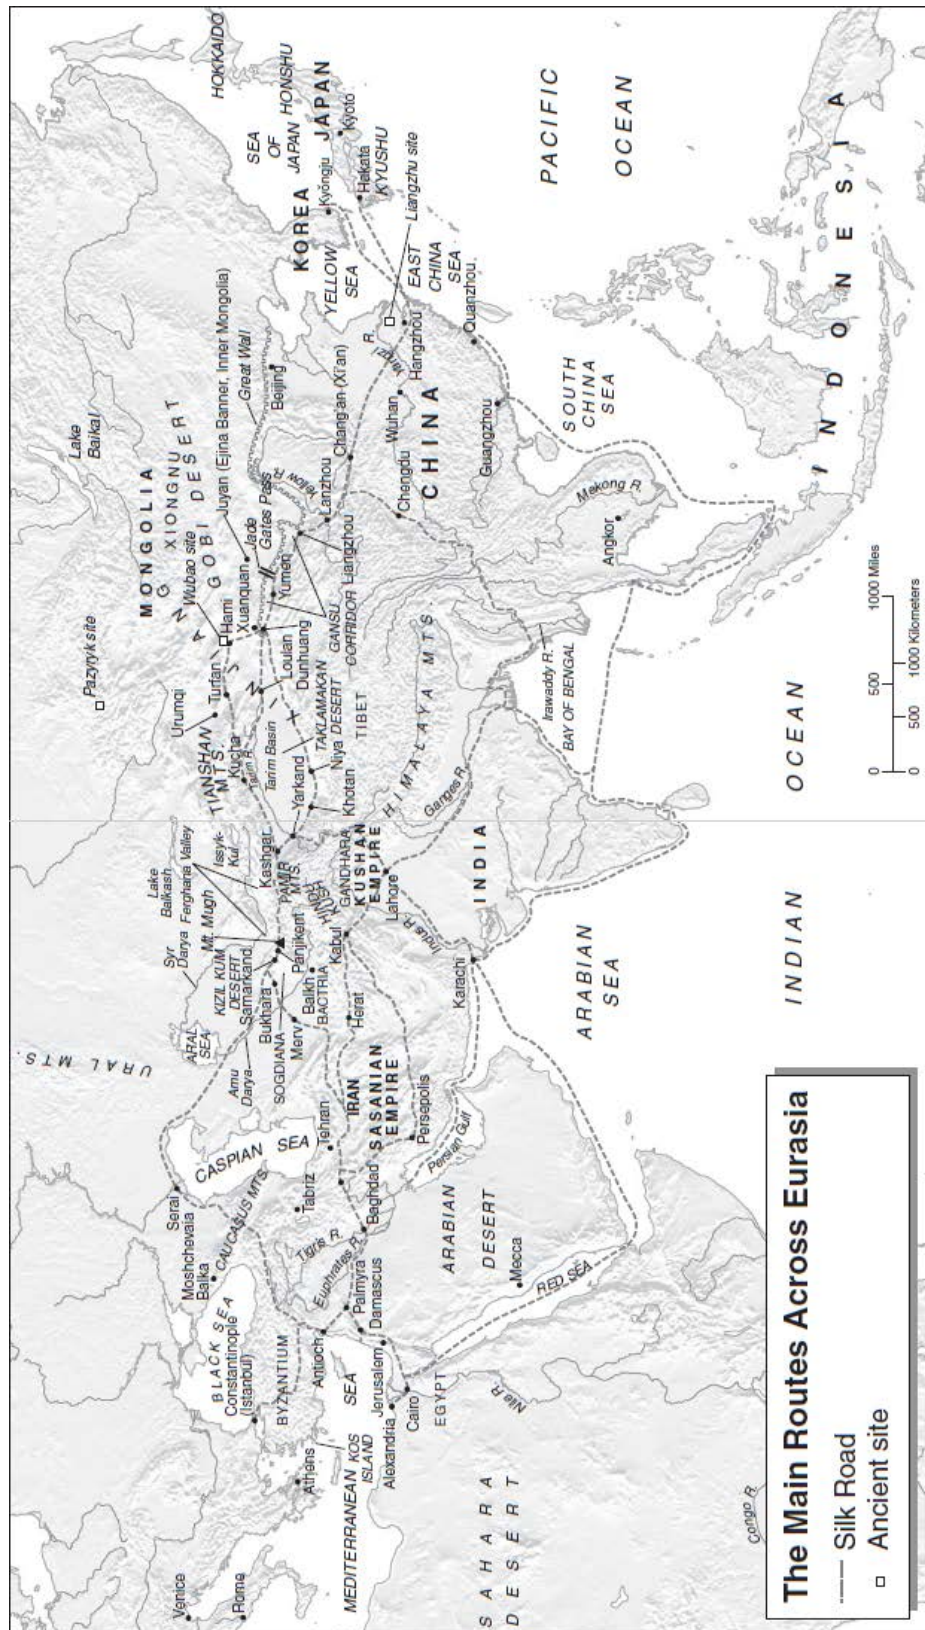 HOKKAIDO
SEA
OF
JAPAN
HONSHU
JAPAN
Kyoto
KOREA
Kyŏngju
Hakata
KYUSHU
YELLOW
SEA
Liangzhu site
EAST
CHINA
SEA
PACIFIC
OCEAN
Lake
Baikal
MONGOLIA
XIONGNU
GOBI DESERT
Juyan (Ejina Banner, Inner Mongolia)
Great Wall
Beijing
Yellow R.
Chang'an (Xi'an)
Yangzi
R.
Hangzhou
Wuhan
Quanzhou
Chengdu
CHINA
Guangzhou
SOUTH
CHINA
SEA
INDONESIA
Pazyryk site
Wubao site
Hami
Xuanquan
Jade
Gates Pass
Yumen
Lanzhou
Liangzhou
GANSU
CORRIDOR
Loulan
Dunhuang
XINJIANG
Urumqi
Turfan
TIANSHAN
MTS.
Kucha
Tarim R.
Tarim Basin
TAKLAMAKAN
DESERT
Niya
Yarkand
Khotan
TIBET
HIMALAYA MTS
Ganges R.
Irawaddy R.
BAY OF BENGAL
Mekong R.
Angkor
Lake
Balkash
Ferghana Valley
Issyk-
Kul
Kashgar
PAMIR
MTS.
HINDU
KUSH
GANDHARA
KUSHAN
EMPIRE
Lahore
INDIA
Syr
Darya
Mt. Mugh
KIZIL KUM
DESERT
Samarkand
Panjikent
Bukhara
Balkh
BACTRIA
Kabul
Indus R.
Karachi
ARABIAN
SEA
INDIAN
OCEAN
URAL MTS.
ARAL
SEA
Amu
Darya
SOGDIANA
Merv
Herat
IRAN
SASANIAN
EMPIRE
Tehran
Persepolis
CASPIAN SEA
Serai
Moshchevaia
Balka
CAUCASUS MTS.
Tabriz
Baghdad
Persian Gulf
Tigris R.
Euphrates R.
Palmyra
Damascus
ARABIAN
DESERT
Mecca
RED SEA
BLACK SEA
Constantinople
(Istanbul)
BYZANTIUM
Antioch
Jerusalem
Alexandria
Cairo
EGYPT
Nile R.
Athens
KOS
ISLAND
MEDITERRANEAN
SEA
Venice
Rome
SAHARA
DESERT
Congo R.
0 500 1000 Miles
0 500 1000 Kilometers
The Main Routes Across Eurasia
Silk Road
Ancient site